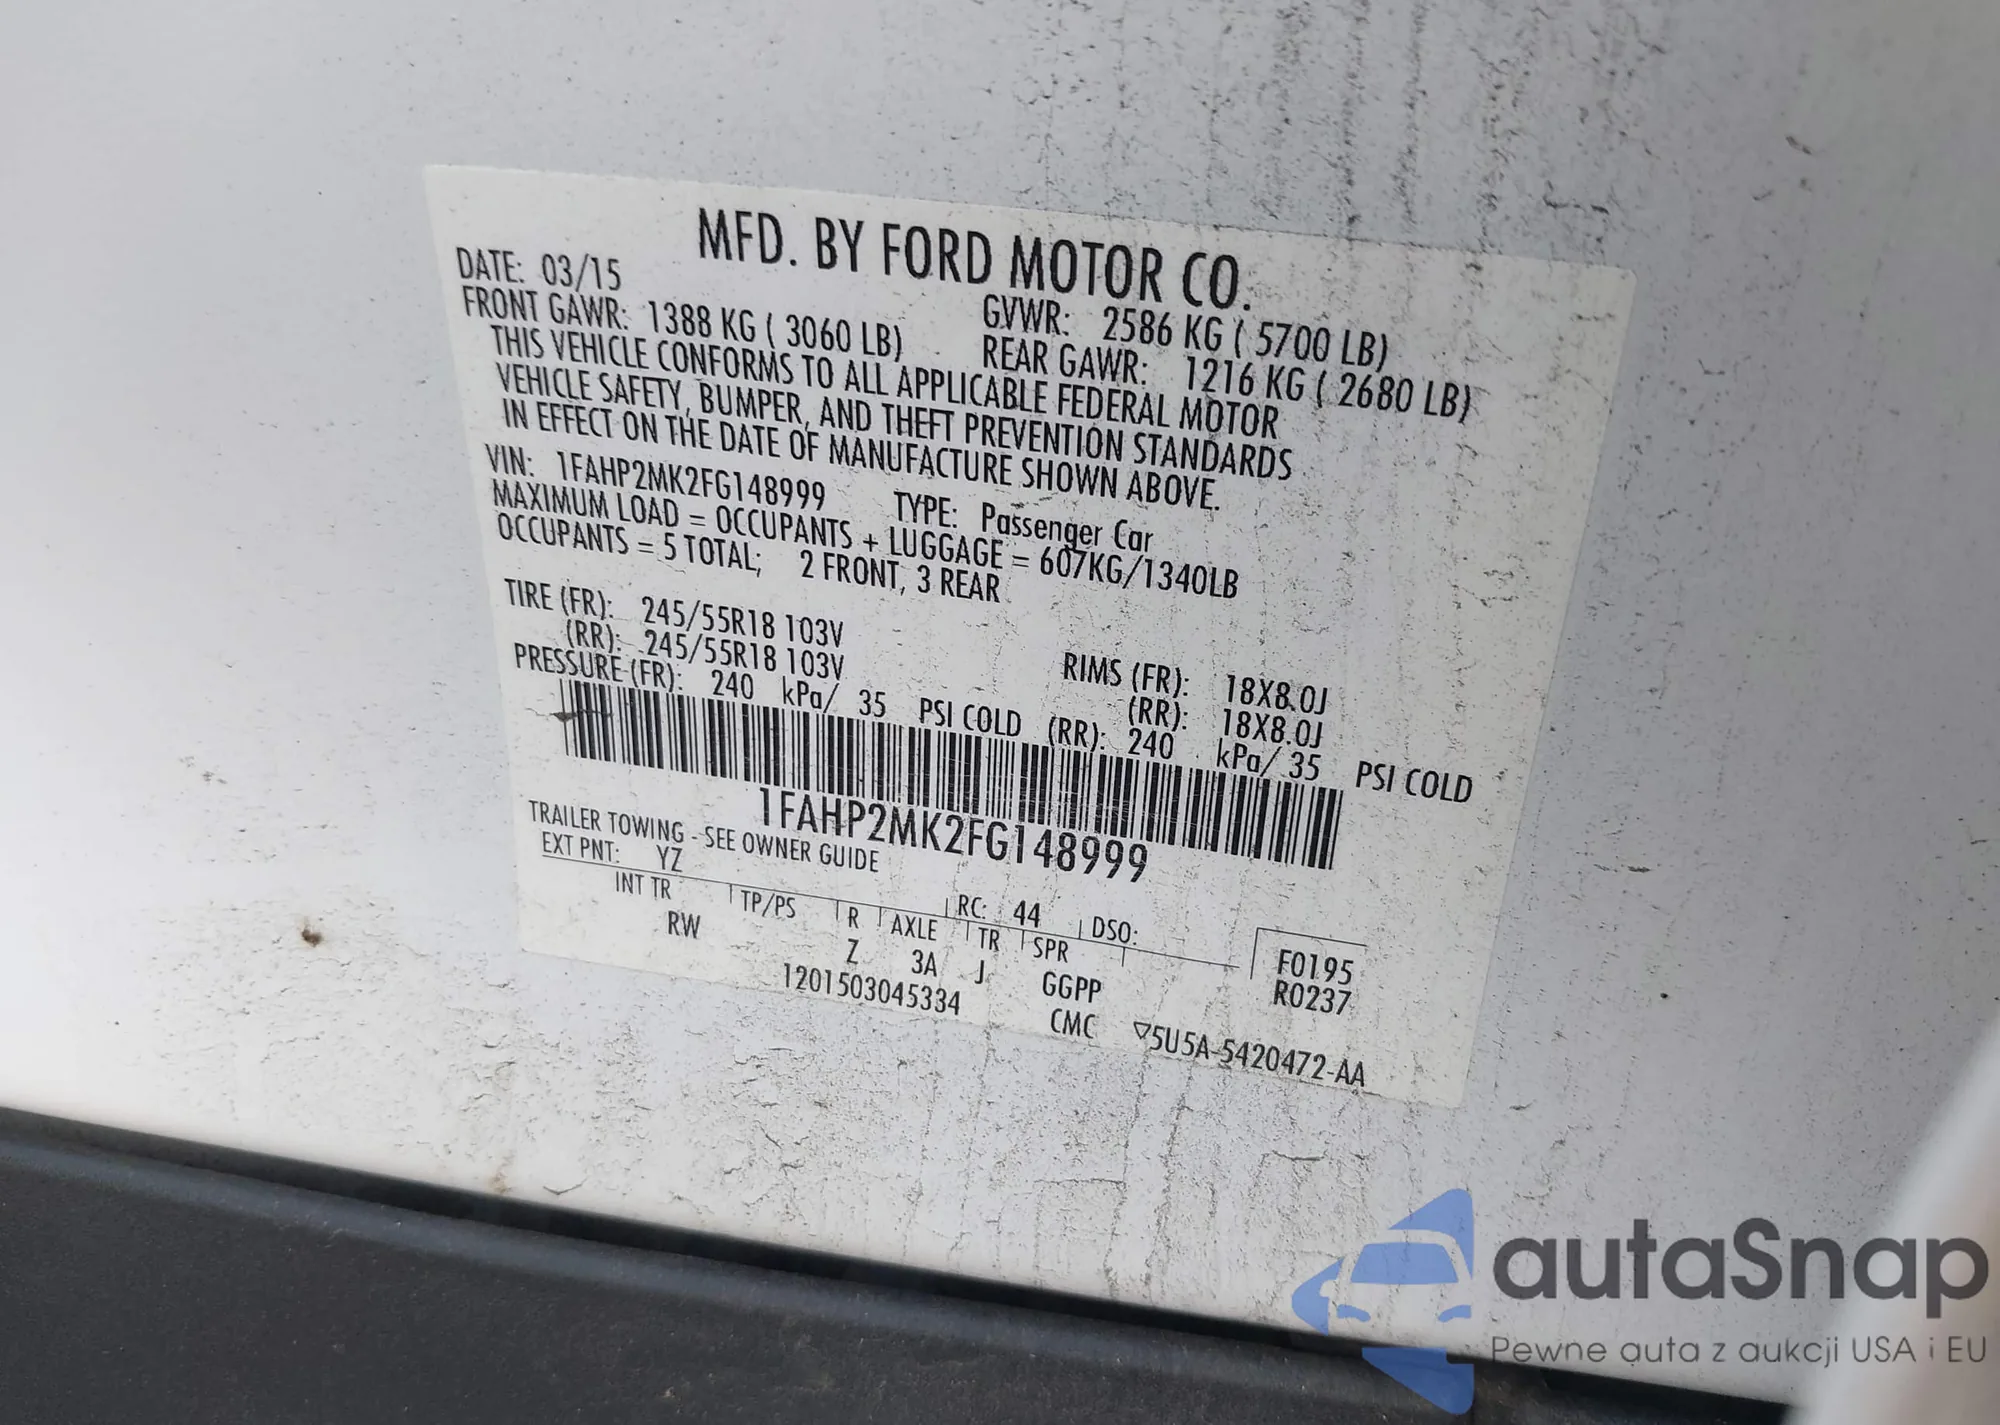 MFD. BY FORD MOTOR CO.
DATE: 03/15 GVWR: 2586 KG ( 5700 LB)
FRONT GAWR: 1388 KG ( 3060 LB) REAR GAWR: 1216 KG ( 2680 LB)
THIS VEHICLE CONFORMS TO ALL APPLICABLE FEDERAL MOTOR
VEHICLE SAFETY, BUMPER, AND THEFT PREVENTION STANDARDS
IN EFFECT ON THE DATE OF MANUFACTURE SHOWN ABOVE.
VIN: 1FAHP2MK2FG148999 TYPE: Passenger Car
MAXIMUM LOAD = OCCUPANTS + LUGGAGE = 607KG/1340LB
OCCUPANTS = 5 TOTAL; 2 FRONT, 3 REAR
TIRE (FR): 245/55R18 103V RIMS (FR): 18X8.0J
(RR): 245/55R18 103V (RR): 18X8.0J
PRESSURE (FR): 240 kPa/ 35 PSI COLD (RR): 240 kPa/ 35 PSI COLD
1FAHP2MK2FG148999
TRAILER TOWING - SEE OWNER GUIDE
EXT PNT: YZ RC: 44 DSO:
INT TR TP/PS R AXLE TR SPR F0195
RW Z 3A J GGPP R0237
1201503045334 CMC ▽5U5A-5420472-AA
autaSnap
Pewne auta z aukcji USA i EU